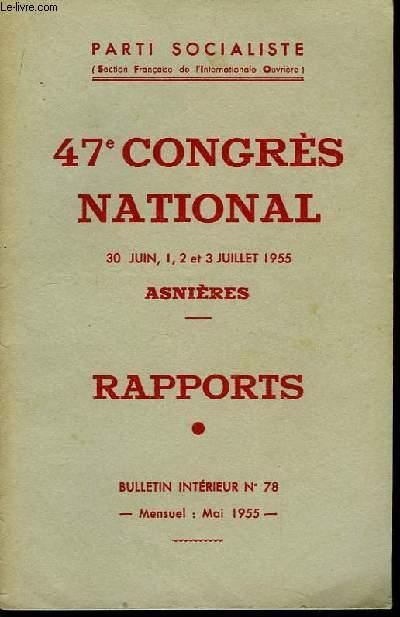 Le-livre.com
PARTI SOCIALISTE
(Section Française de l'Internationale Ouvrière)
47e CONGRÈS
NATIONAL
30 JUIN, 1, 2 et 3 JUILLET 1955
ASNIÈRES
RAPPORTS
BULLETIN INTÉRIEUR N° 78
— Mensuel : Mai 1955 —